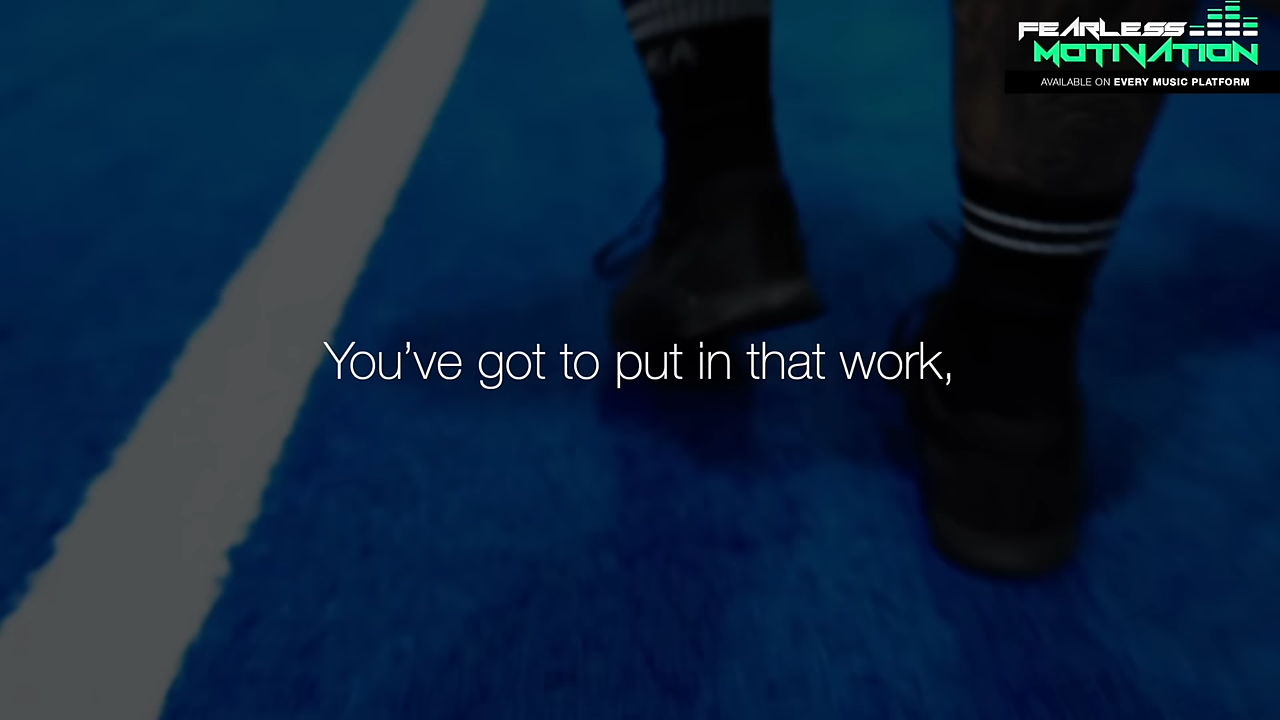 FEARLESS
MOTIVATION
AVAILABLE ON EVERY MUSIC PLATFORM
You've got to put in that work,